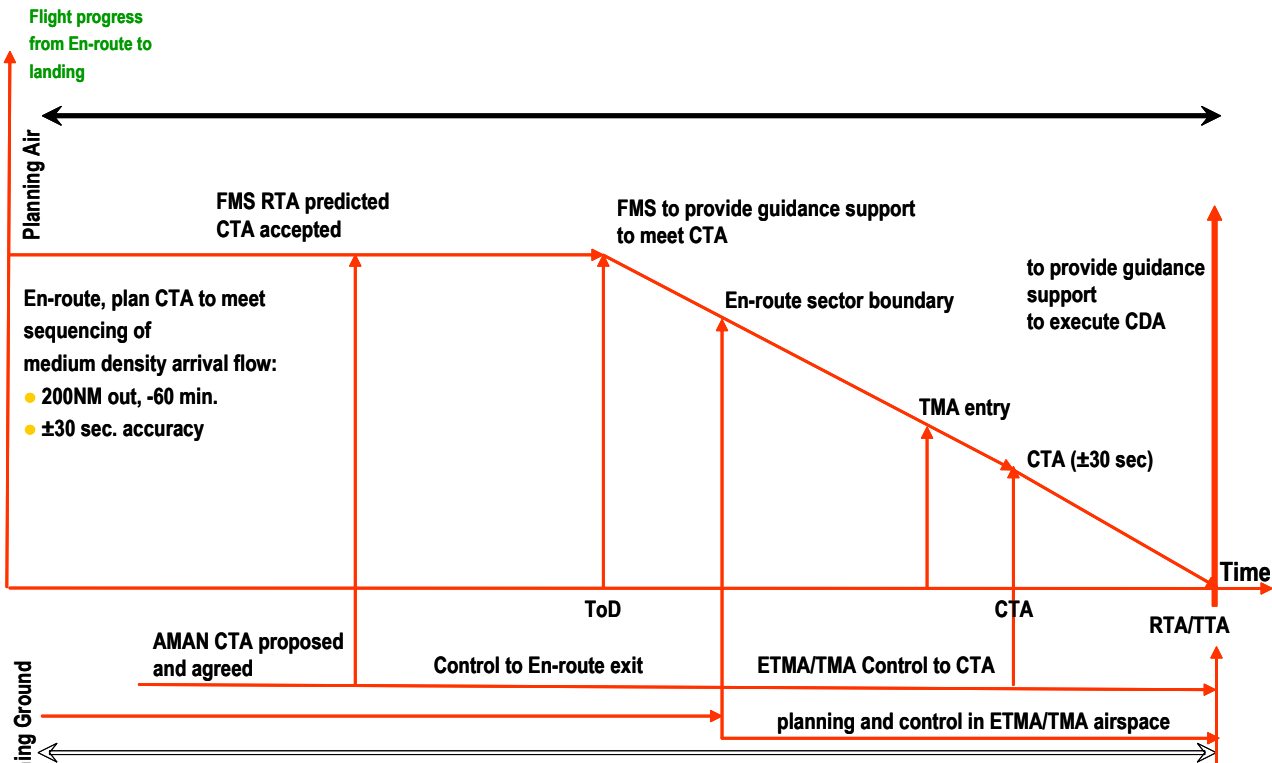 Flight progress
from En-route to
landing
Planning Air
FMS RTA predicted
CTA accepted
FMS to provide guidance support
to meet CTA
to provide guidance
support
to execute CDA
En-route, plan CTA to meet
sequencing of
medium density arrival flow:
● 200NM out, -60 min.
● ±30 sec. accuracy
En-route sector boundary
TMA entry
CTA (±30 sec)
Time
ToD
CTA
RTA/TTA
AMAN CTA proposed
and agreed
Control to En-route exit
ETMA/TMA Control to CTA
planning and control in ETMA/TMA airspace
ing Ground